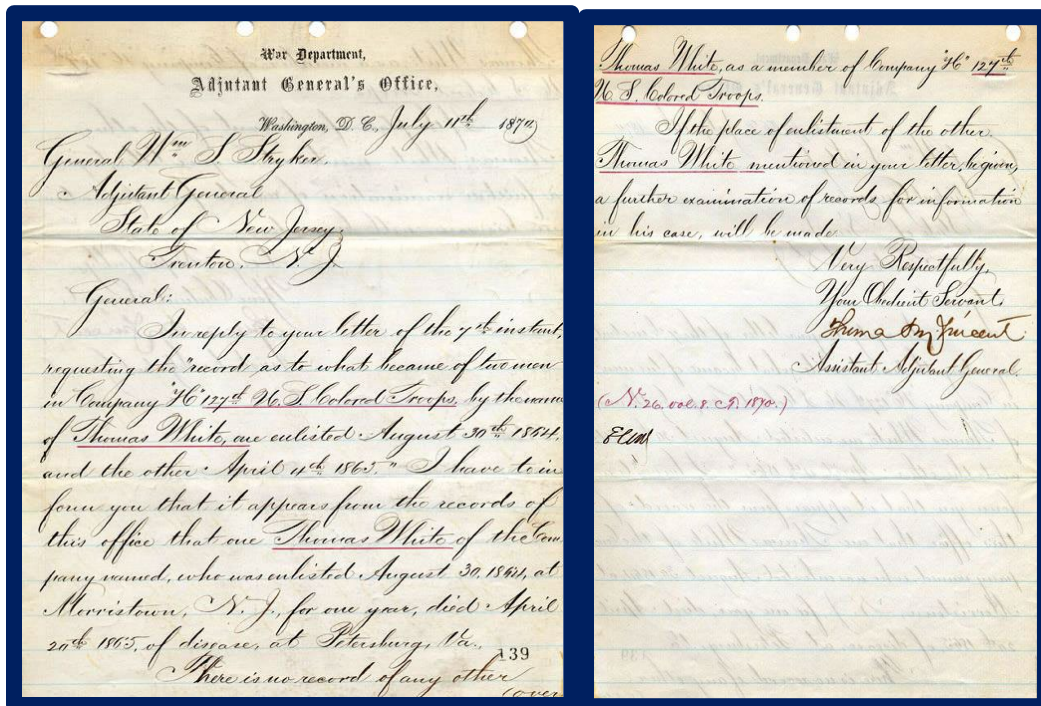 War Department,
Adjutant General's Office,
Washington, D. C., July 11th 1870
General Wm S Stryker.
Adjutant General
State of New Jersey.
Trenton, N. J.
General:
In reply to your letter of the 7th instant,
requesting the "record as to what became of two men
in Company "H" 127th U. S. Colored Troops, by the name
of Thomas White, one enlisted August 30th 1864,
and the other April 4th 1865." I have to in
form you that it appears from the records of
this office that one Thomas White of the Com
pany named, who was enlisted August 30, 1864, at
Morristown, N. J., for one year, died April
20th 1865, of disease, at Petersburg, Va.,
139
There is no record of any other
(over
Thomas White, as a member of Company "H" 127th
U. S. Colored Troops.
If the place of enlistment of the other
Thomas White mentioned in your letter, be given,
a further examination of records for information
in his case, will be made.
Very Respectfully,
Your Obedient Servant,
Thomas M Vincent
Assistant Adjutant General.
(N. 26, vol. 8. 1870.)